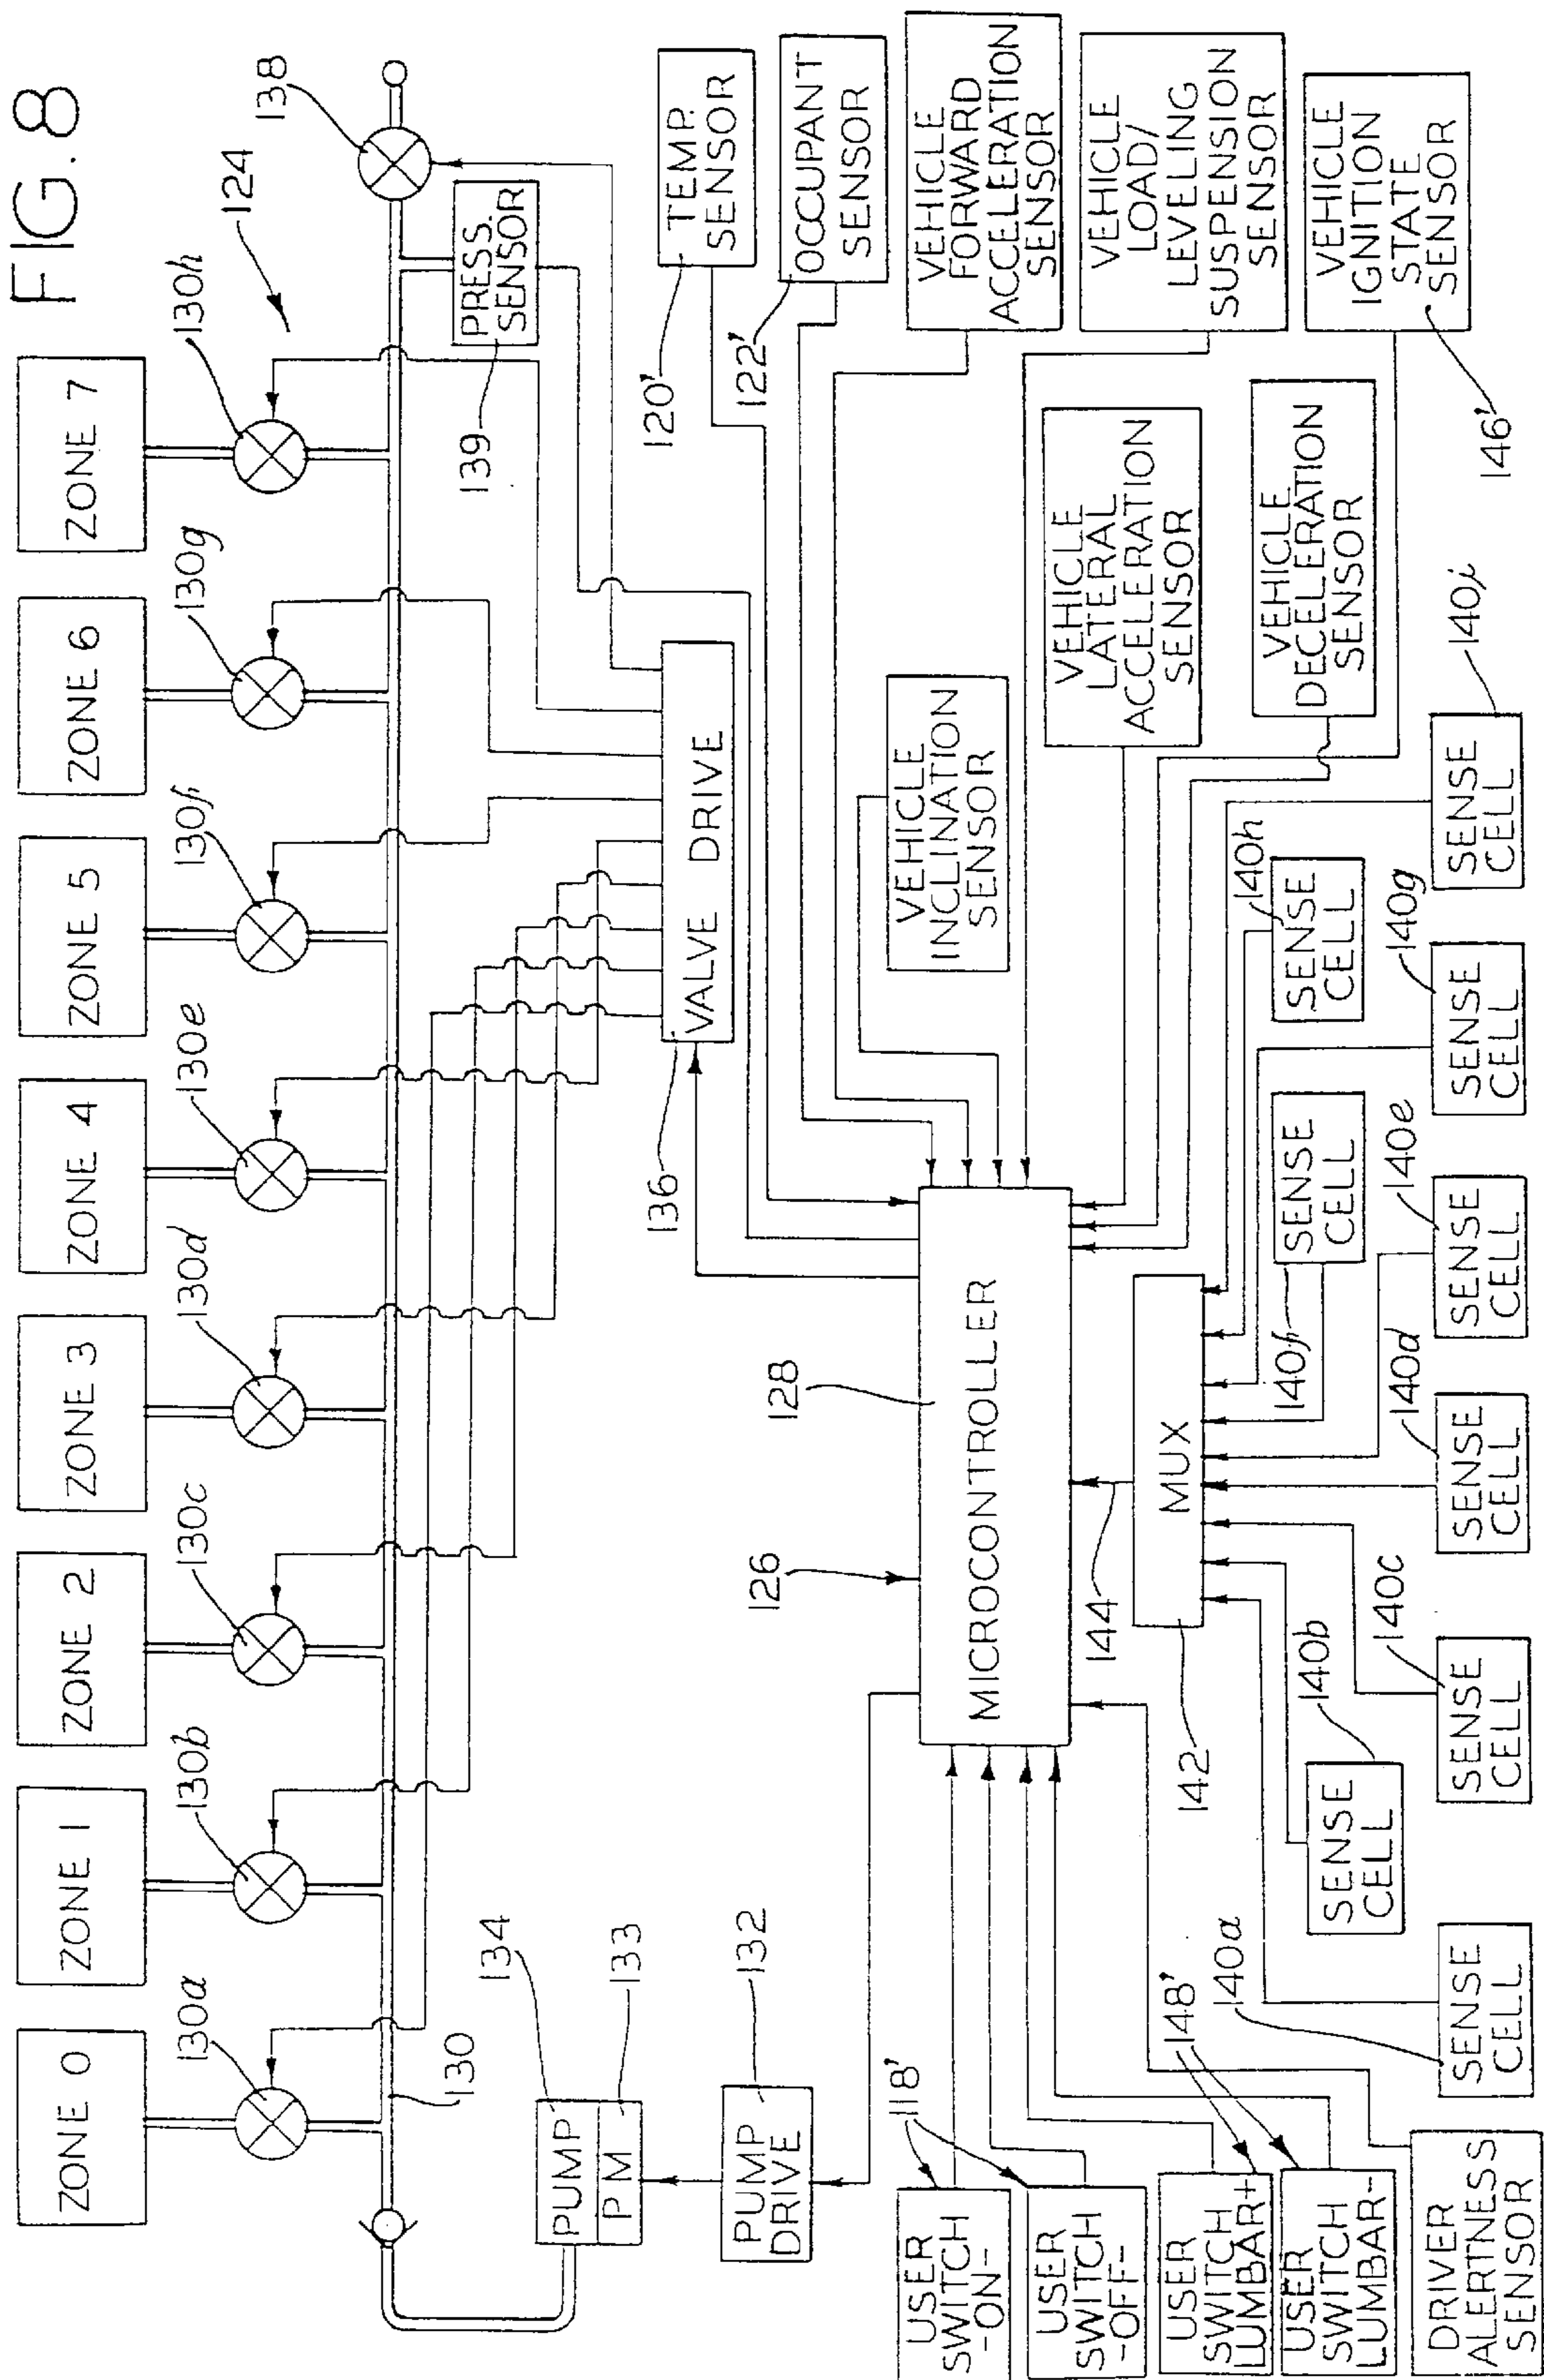 FIG. 8
ZONE 0
ZONE 1
ZONE 2
ZONE 3
ZONE 4
ZONE 5
ZONE 6
ZONE 7
130a
130b
130c
130d
130e
130f
130g
130h
124
138
130
PRESS.
SENSOR
139
134
PUMP
PM
133
PUMP
DRIVE
132
136
VALVE DRIVE
120'
TEMP.
SENSOR
122'
OCCUPANT
SENSOR
VEHICLE
FORWARD
ACCELERATION
SENSOR
VEHICLE
LOAD/
LEVELING
SUSPENSION
SENSOR
VEHICLE
IGNITION
STATE
SENSOR
146'
VEHICLE
INCLINATION
SENSOR
VEHICLE
LATERAL
ACCELERATION
SENSOR
VEHICLE
DECELERATION
SENSOR
126
128
MICROCONTROLLER
144
MUX
142
118'
USER
SWITCH
-ON-
USER
SWITCH
-OFF-
USER
SWITCH
LUMBAR+
USER
SWITCH
LUMBAR-
148'
DRIVER
ALERTNESS
SENSOR
140a
SENSE
CELL
140b
SENSE
CELL
140c
SENSE
CELL
140d
SENSE
CELL
140e
SENSE
CELL
140f
SENSE
CELL
140g
SENSE
CELL
140h
SENSE
CELL
140i
SENSE
CELL